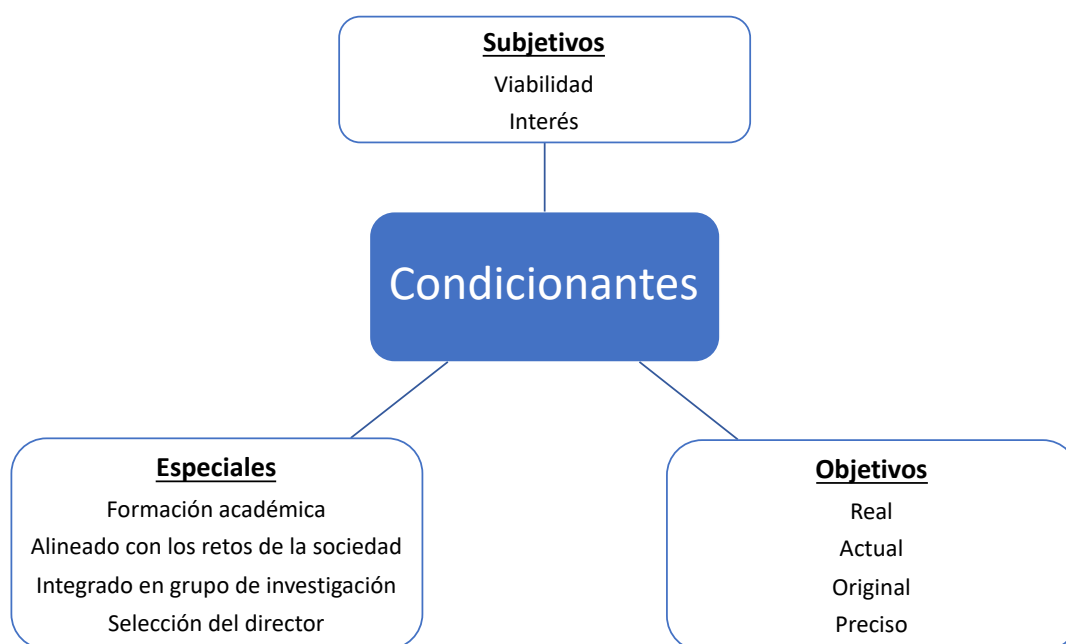 Subjetivos
Viabilidad
Interés
Condicionantes
Especiales
Formación académica
Alineado con los retos de la sociedad
Integrado en grupo de investigación
Selección del director
Objetivos
Real
Actual
Original
Preciso